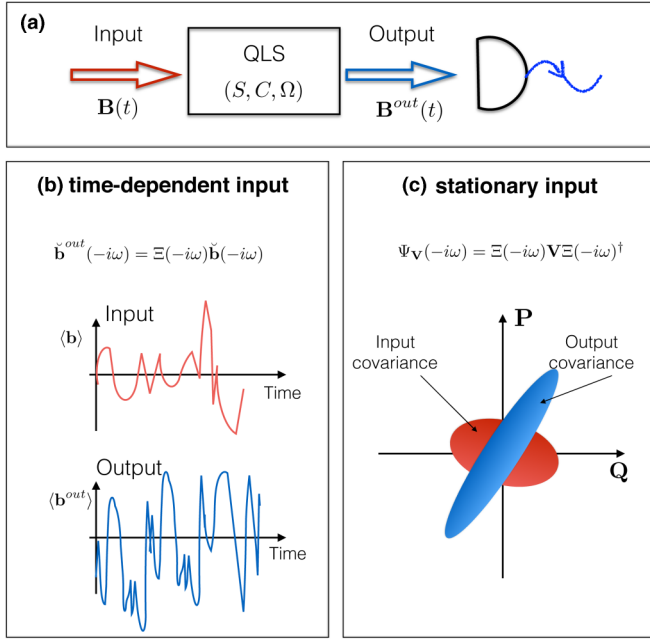 (a)
Input
QLS
Output
(S, C, Ω)
B(t)
B^{out}(t)
(b) time-dependent input
b̆^{out}(−iω) = Ξ(−iω)b̆(−iω)
Input
⟨b⟩
Time
Output
⟨b^{out}⟩
Time
(c) stationary input
Ψ_V(−iω) = Ξ(−iω)VΞ(−iω)†
P
Input
covariance
Output
covariance
Q